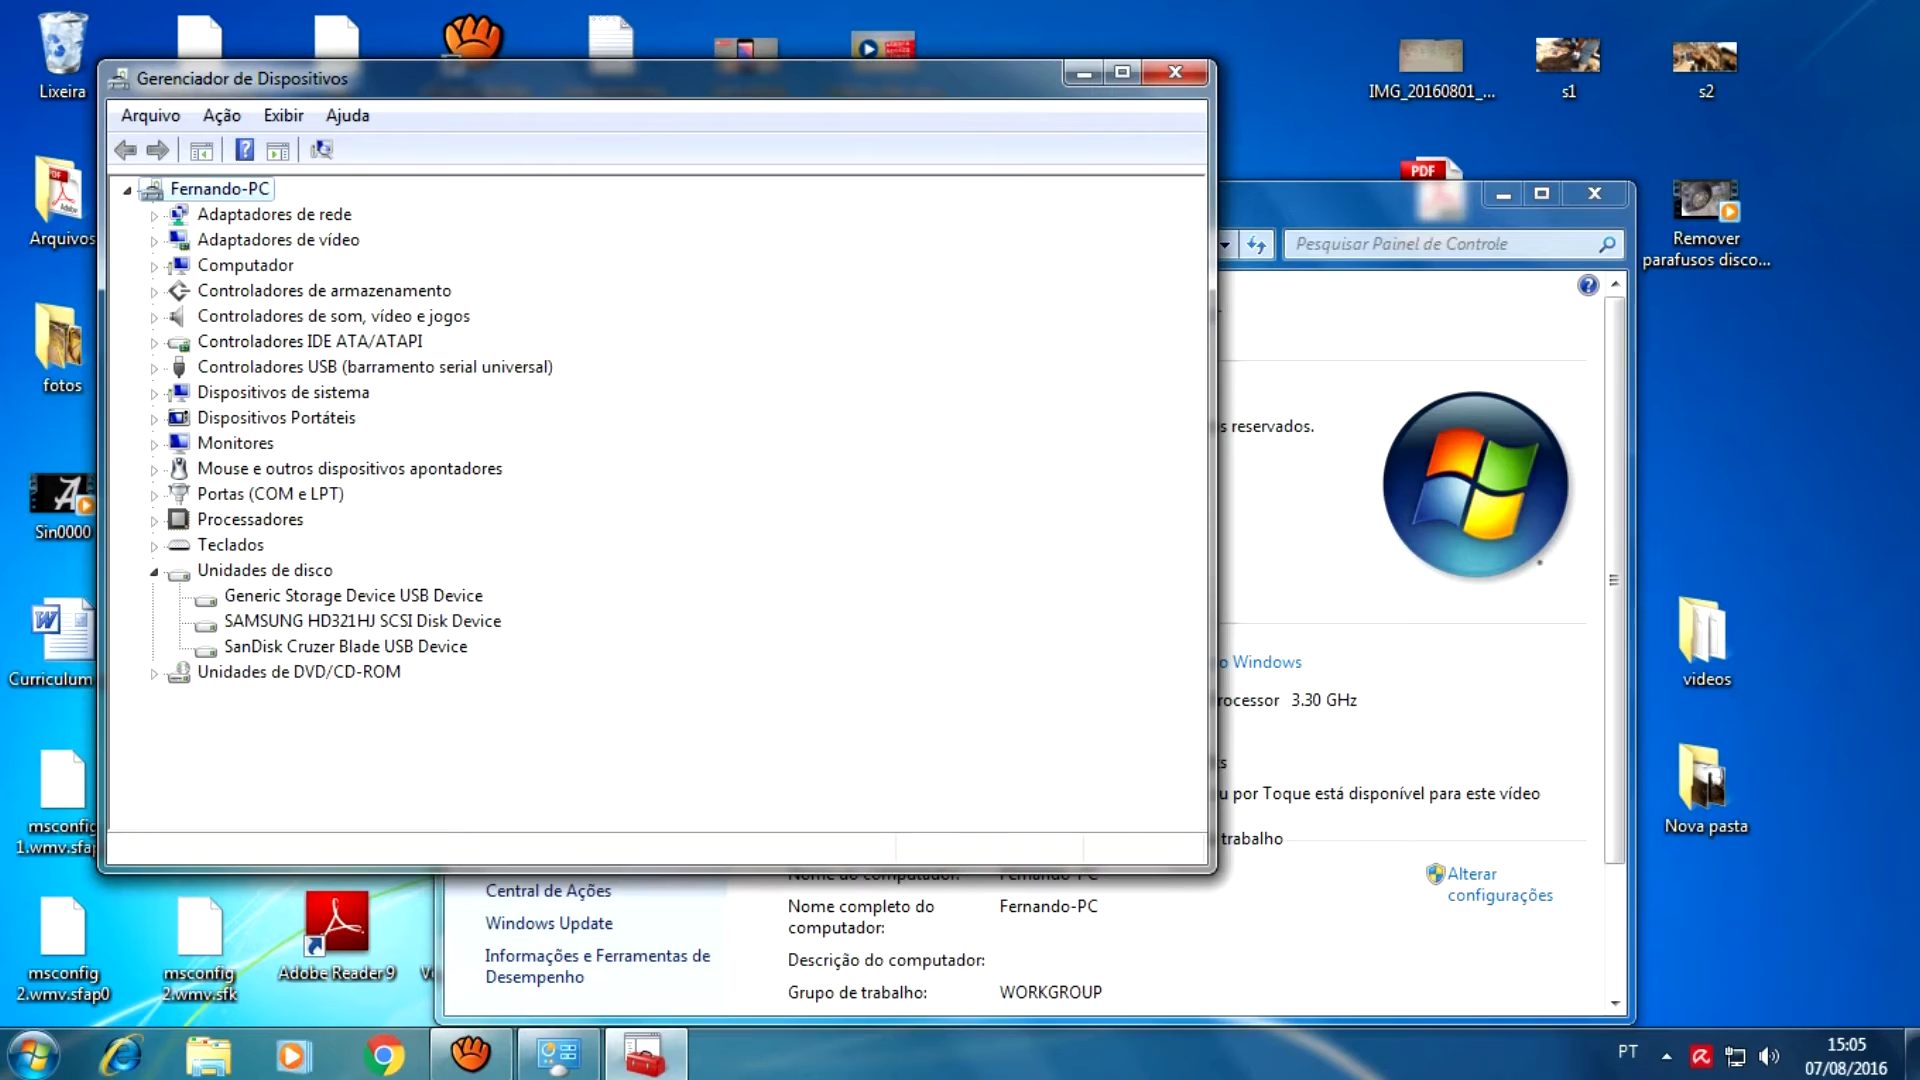 Lixeira
IMG_20160801_...
s1
s2
Gerenciador de Dispositivos
Arquivo Ação Exibir Ajuda
Fernando-PC
Adaptadores de rede
Adaptadores de vídeo
Computador
Controladores de armazenamento
Controladores de som, vídeo e jogos
Controladores IDE ATA/ATAPI
Controladores USB (barramento serial universal)
Dispositivos de sistema
Dispositivos Portáteis
Monitores
Mouse e outros dispositivos apontadores
Portas (COM e LPT)
Processadores
Teclados
Unidades de disco
Generic Storage Device USB Device
SAMSUNG HD321HJ SCSI Disk Device
SanDisk Cruzer Blade USB Device
Unidades de DVD/CD-ROM
PDF
Pesquisar Painel de Controle
s reservados.
o Windows
rocessor 3.30 GHz
s
u por Toque está disponível para este vídeo
trabalho
Alterar
configurações
Nome do computador: Fernando-PC
Nome completo do
computador:
Fernando-PC
Descrição do computador:
Grupo de trabalho: WORKGROUP
Central de Ações
Windows Update
Informações e Ferramentas de
Desempenho
Arquivos
fotos
Sin0000
Curriculum
msconfig
1.wmv.sfap
msconfig
2.wmv.sfap0
msconfig
2.wmv.sfk
Adobe Reader 9
Remover
parafusos disco...
videos
Nova pasta
PT
15:05
07/08/2016